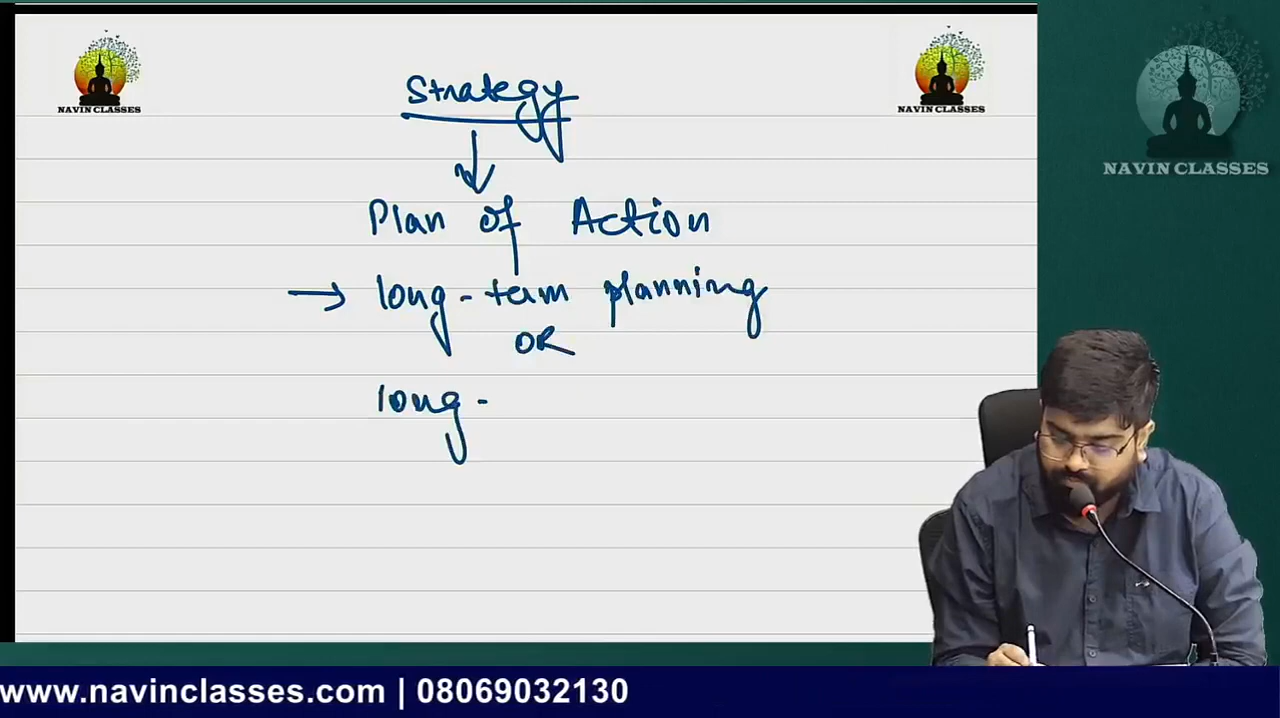 NAVIN CLASSES
NAVIN CLASSES
NAVIN CLASSES
Strategy
Plan of Action
long-term planning
OR
long-
www.navinclasses.com | 08069032130